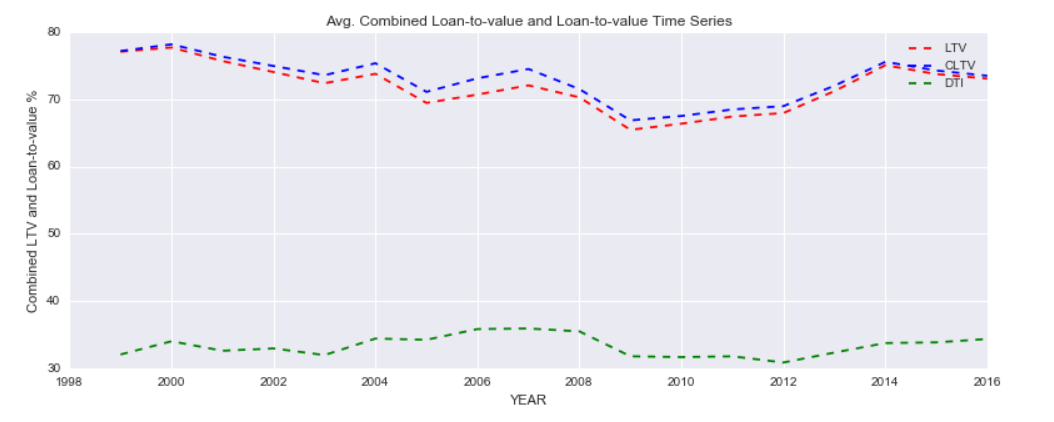 Avg. Combined Loan-to-value and Loan-to-value Time Series
80
70
60
50
40
30
Combined LTV and Loan-to-value %
LTV
CLTV
DTI
1998 2000 2002 2004 2006 2008 2010 2012 2014 2016
YEAR